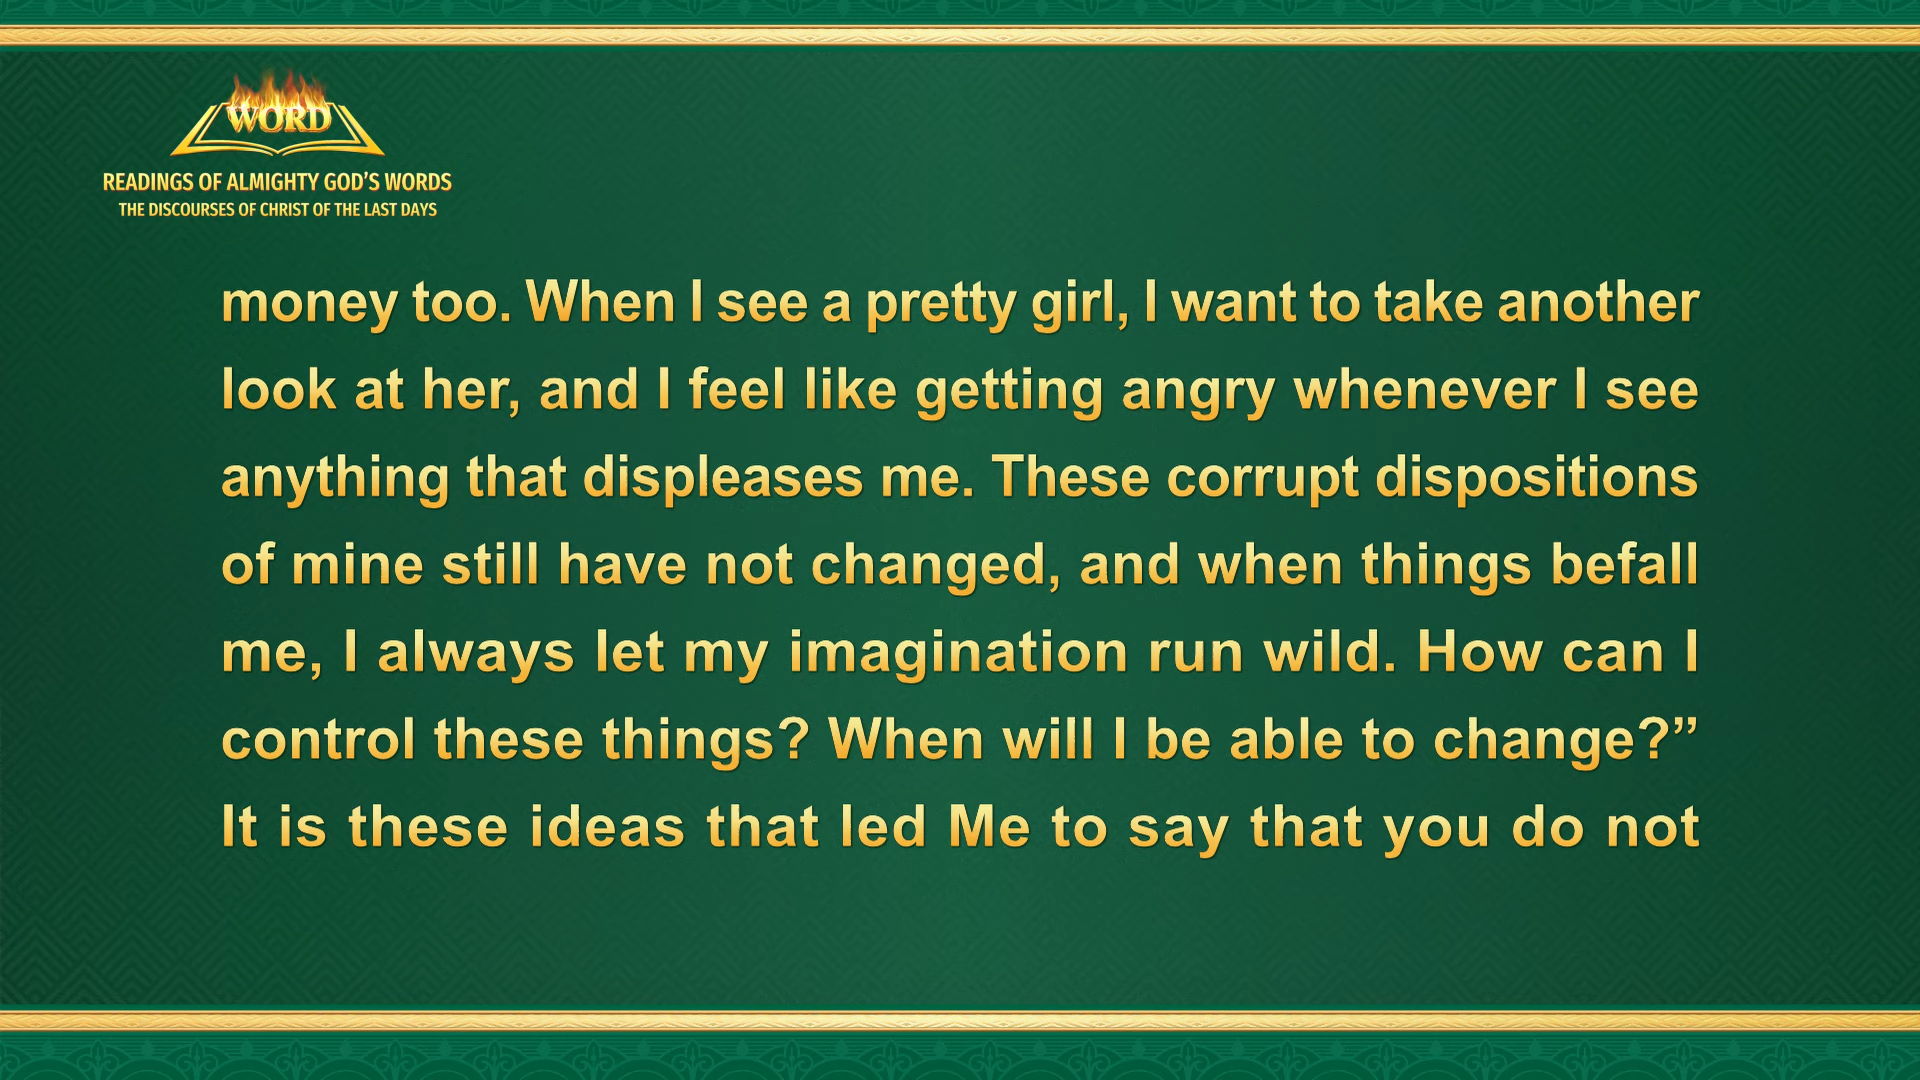 WORD
READINGS OF ALMIGHTY GOD’S WORDS
THE DISCOURSES OF CHRIST OF THE LAST DAYS
money too. When I see a pretty girl, I want to take another
look at her, and I feel like getting angry whenever I see
anything that displeases me. These corrupt dispositions
of mine still have not changed, and when things befall
me, I always let my imagination run wild. How can I
control these things? When will I be able to change?”
It is these ideas that led Me to say that you do not